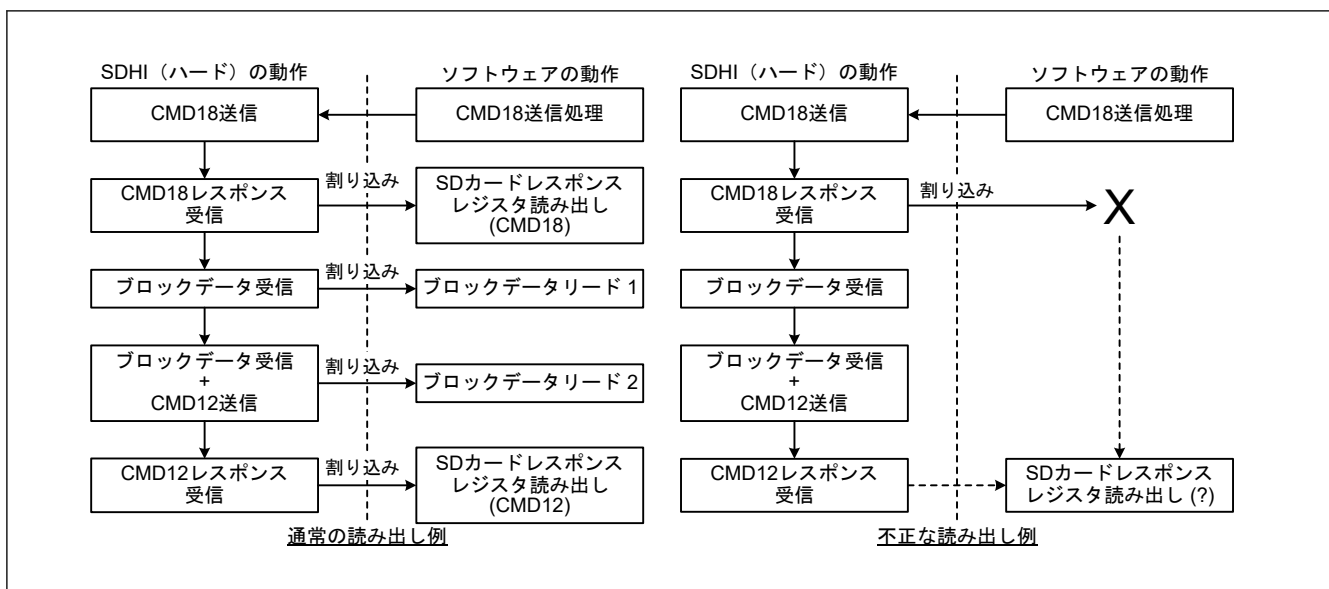 SDHI（ハード）の動作
ソフトウェアの動作
CMD18送信
CMD18送信処理
CMD18レスポンス
受信
割り込み
SDカードレスポンス
レジスタ読み出し
(CMD18)
ブロックデータ受信
割り込み
ブロックデータリード 1
ブロックデータ受信
+
CMD12送信
割り込み
ブロックデータリード 2
CMD12レスポンス
受信
割り込み
SDカードレスポンス
レジスタ読み出し
(CMD12)
通常の読み出し例
SDHI（ハード）の動作
ソフトウェアの動作
CMD18送信
CMD18送信処理
CMD18レスポンス
受信
割り込み
X
ブロックデータ受信
ブロックデータ受信
+
CMD12送信
CMD12レスポンス
受信
SDカードレスポンス
レジスタ読み出し (?)
不正な読み出し例